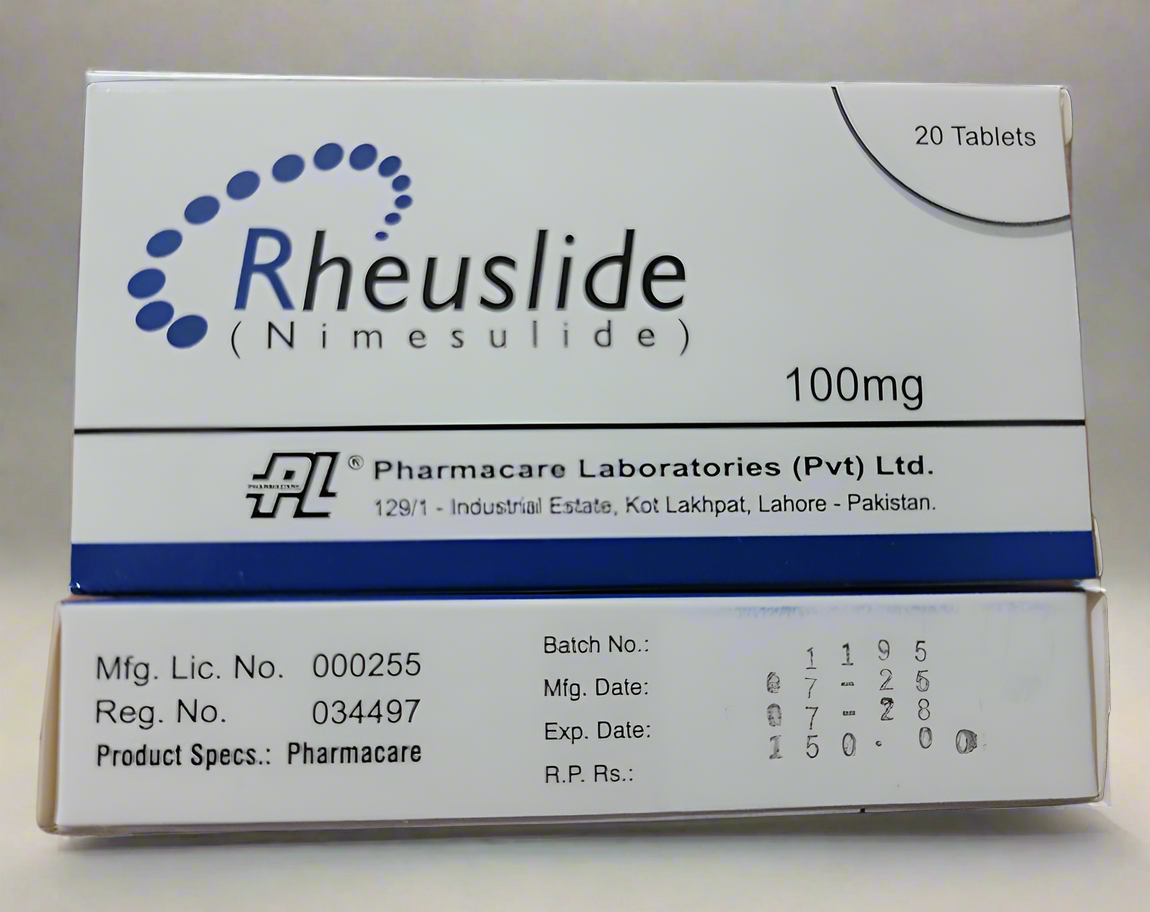 20 Tablets
Rheuslide
(Nimesulide)
100mg
PL ® Pharmacare Laboratories (Pvt) Ltd.
129/1 - Industrial Estate, Kot Lakhpat, Lahore - Pakistan.
Mfg. Lic. No. 000255
Reg. No. 034497
Product Specs.: Pharmacare
Batch No.: 1195
Mfg. Date: 07-25
Exp. Date: 07-28
R.P. Rs.: 150.00